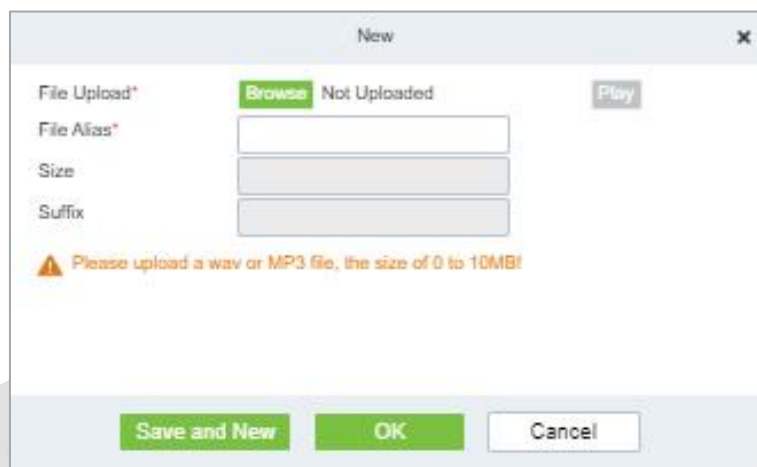 New
File Upload* Browse Not Uploaded Play
File Alias*
Size
Suffix
Please upload a wav or MP3 file, the size of 0 to 10MB!
Save and New OK Cancel